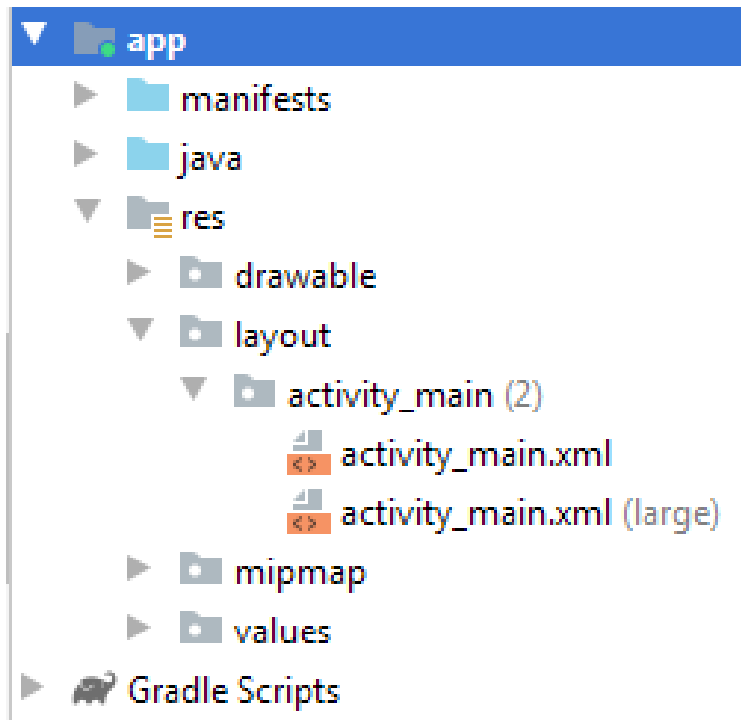 app
manifests
java
res
drawable
layout
activity_main (2)
activity_main.xml
activity_main.xml (large)
mipmap
values
Gradle Scripts